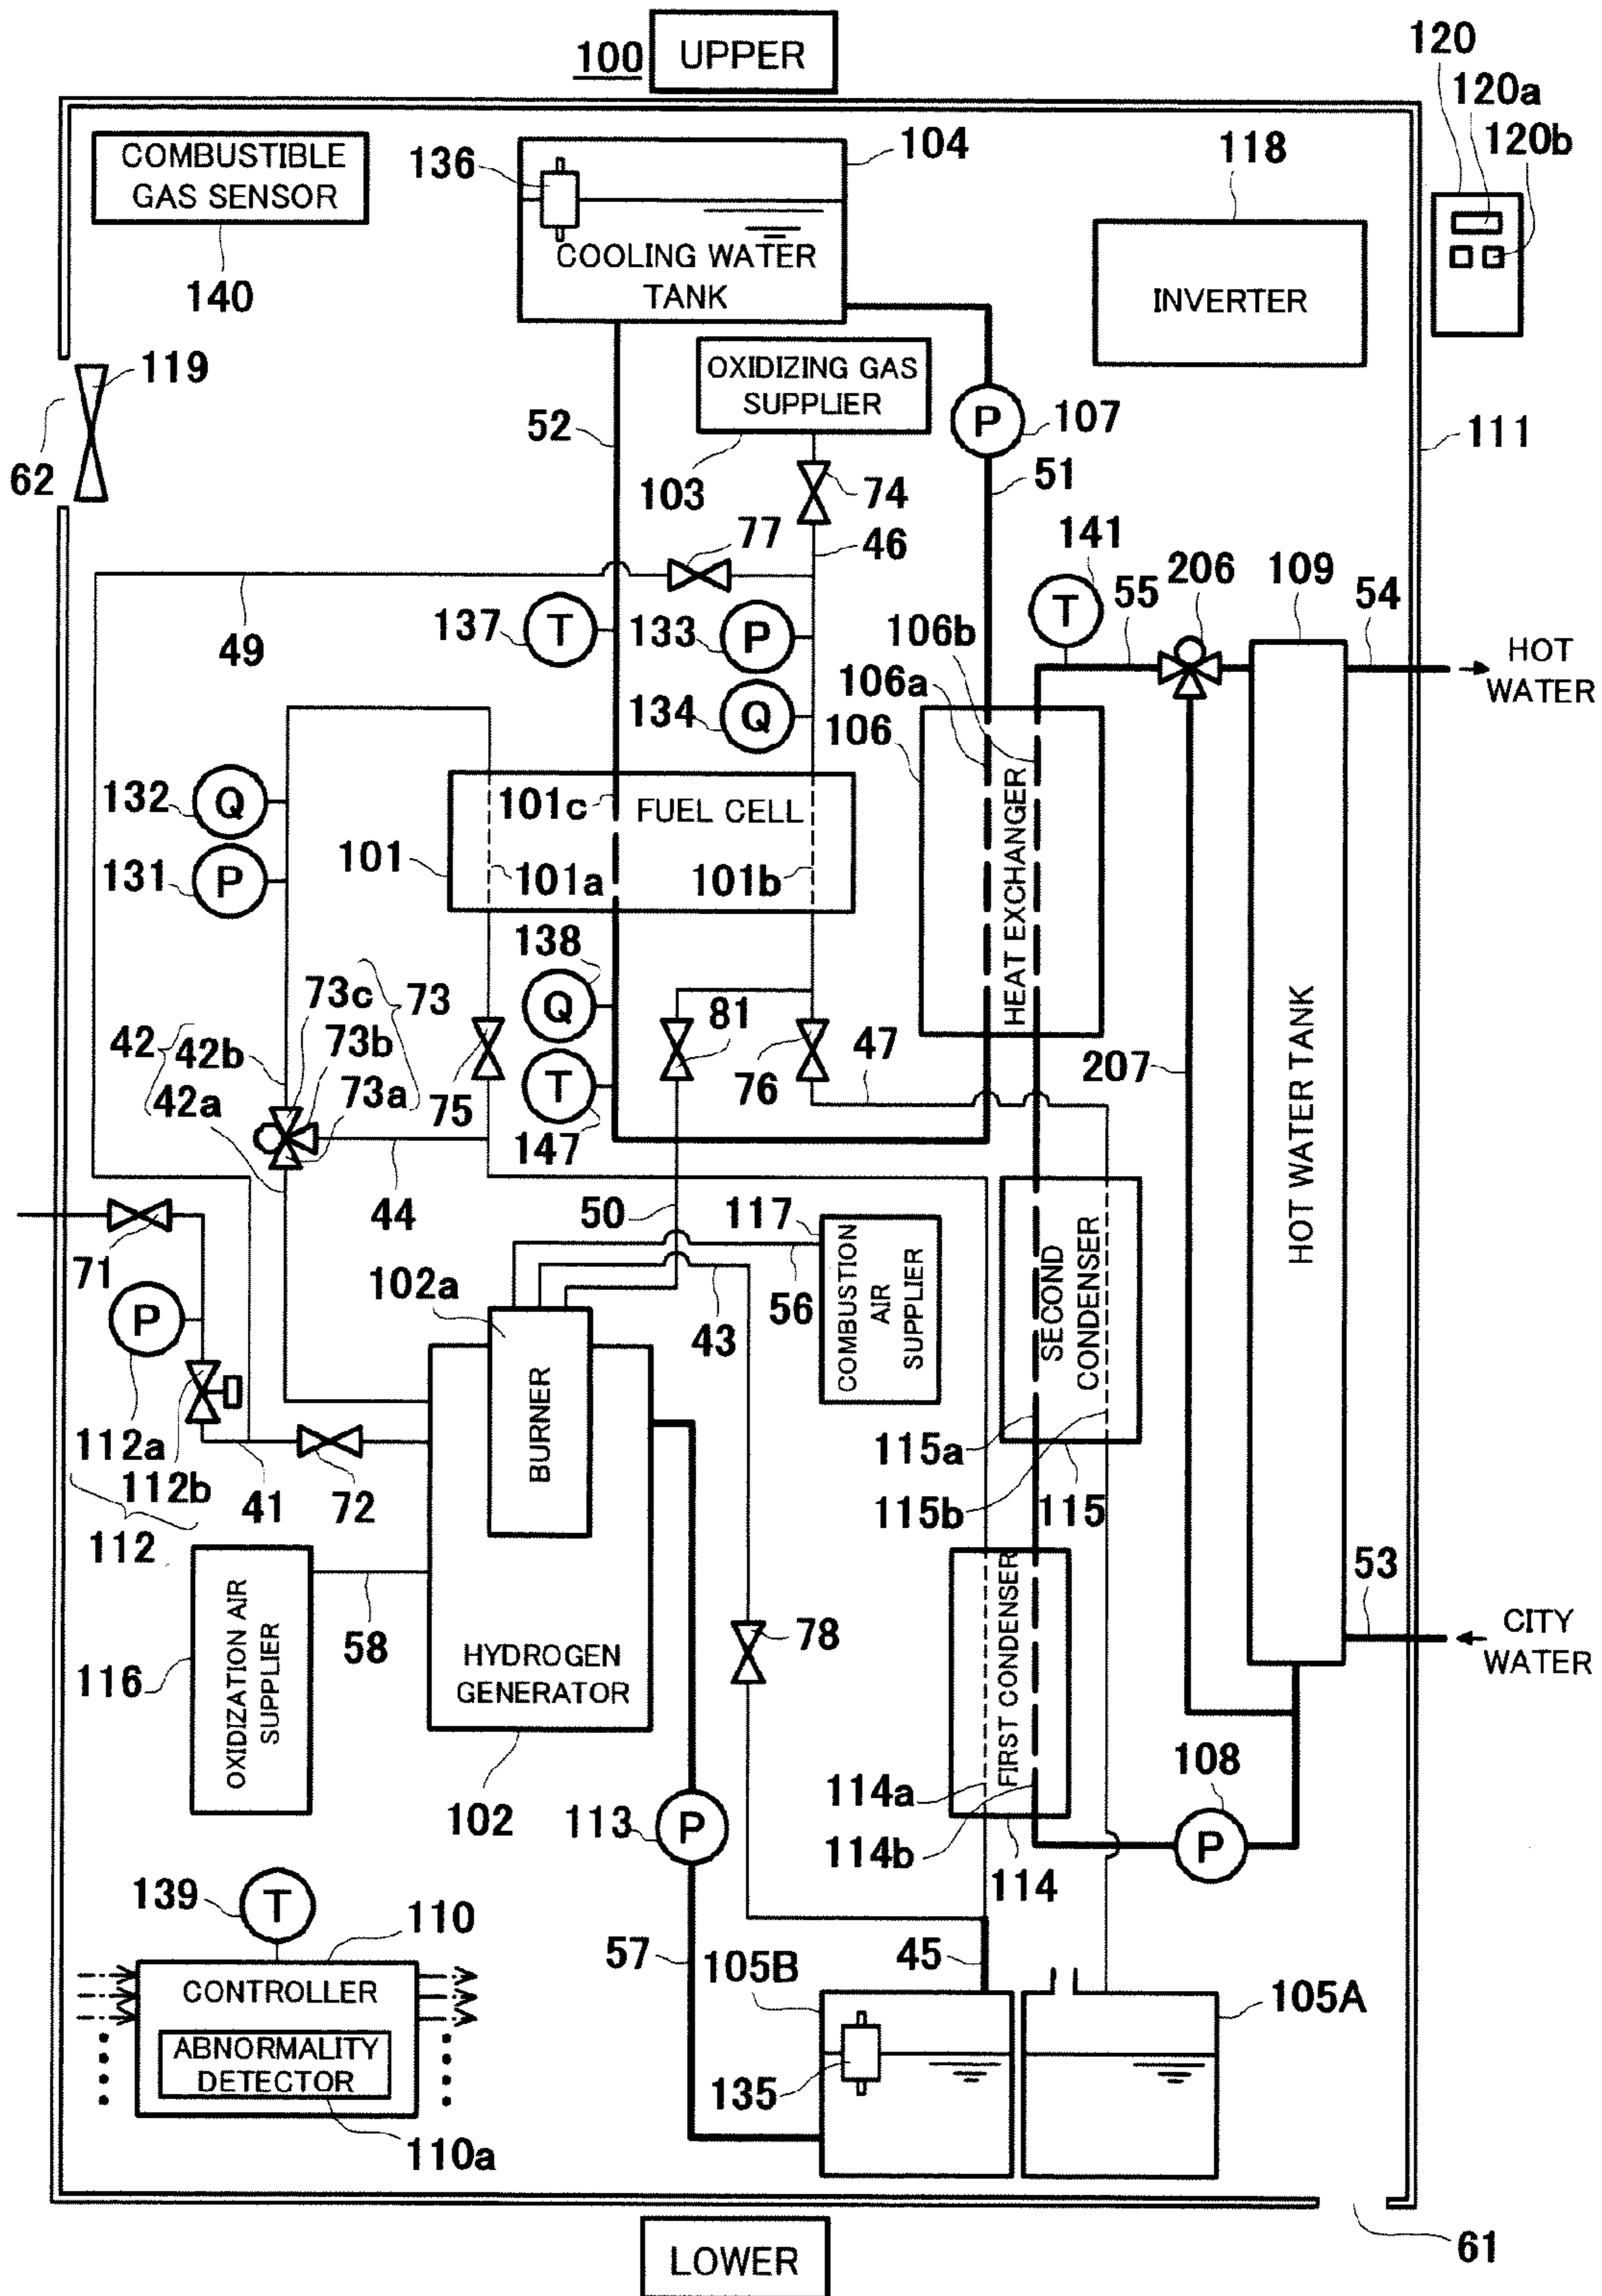 100
UPPER
120
120a
120b
COMBUSTIBLE
GAS SENSOR
140
136
104
COOLING WATER
TANK
118
INVERTER
119
62
OXIDIZING GAS
SUPPLIER
103
52
P
107
111
51
74
77
46
141
49
137
T
133
P
106b
T
55
206
109
54
HOT
WATER
134
Q
106a
106
132
Q
131
P
101
101c
FUEL CELL
101a
101b
HEAT EXCHANGER
138
Q
T
147
73c
73
73b
73a
42
42b
42a
75
81
76
47
207
HOT WATER TANK
44
50
117
71
P
112a
112b
112
41
72
102a
BURNER
43
56
COMBUSTION
AIR
SUPPLIER
SECOND
CONDENSER
115a
115b
115
53
CITY
WATER
116
OXIDIZATION AIR
SUPPLIER
58
HYDROGEN
GENERATOR
102
78
FIRST CONDENSER
114a
114b
114
108
P
113
P
139
T
110
CONTROLLER
ABNORMALITY
DETECTOR
110a
57
105B
45
105A
135
61
LOWER